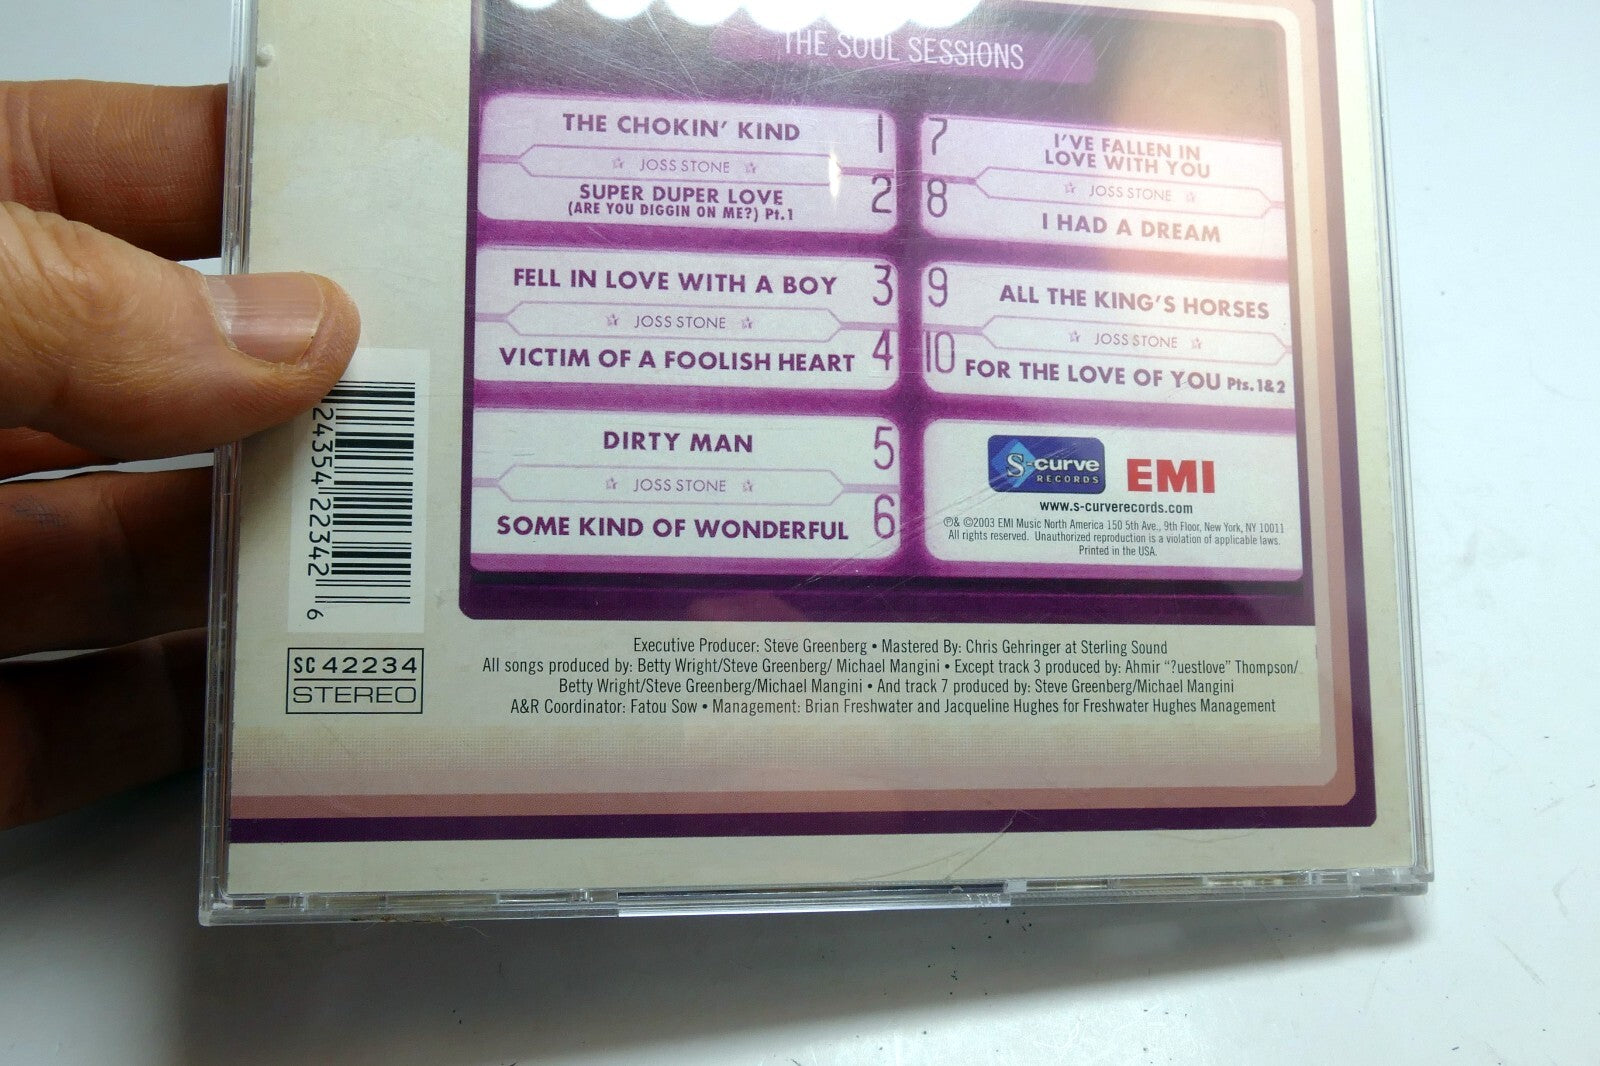 THE SOUL SESSIONS
THE CHOKIN' KIND 1
☆ JOSS STONE ☆
SUPER DUPER LOVE 2
(ARE YOU DIGGIN ON ME?) Pt.1
FELL IN LOVE WITH A BOY 3
☆ JOSS STONE ☆
VICTIM OF A FOOLISH HEART 4
DIRTY MAN 5
☆ JOSS STONE ☆
SOME KIND OF WONDERFUL 6
7 I'VE FALLEN IN
LOVE WITH YOU
☆ JOSS STONE ☆
8 I HAD A DREAM
9 ALL THE KING'S HORSES
☆ JOSS STONE ☆
10 FOR THE LOVE OF YOU Pts.1&2
S-curve
RECORDS
EMI
www.s-curverecords.com
℗& ©2003 EMI Music North America 150 5th Ave., 9th Floor, New York, NY 10011
All rights reserved. Unauthorized reproduction is a violation of applicable laws.
Printed in the USA.
24354 22342 6
SC 42234
STEREO
Executive Producer: Steve Greenberg • Mastered By: Chris Gehringer at Sterling Sound
All songs produced by: Betty Wright/Steve Greenberg/ Michael Mangini • Except track 3 produced by: Ahmir “?uestlove” Thompson/
Betty Wright/Steve Greenberg/Michael Mangini • And track 7 produced by: Steve Greenberg/Michael Mangini
A&R Coordinator: Fatou Sow • Management: Brian Freshwater and Jacqueline Hughes for Freshwater Hughes Management